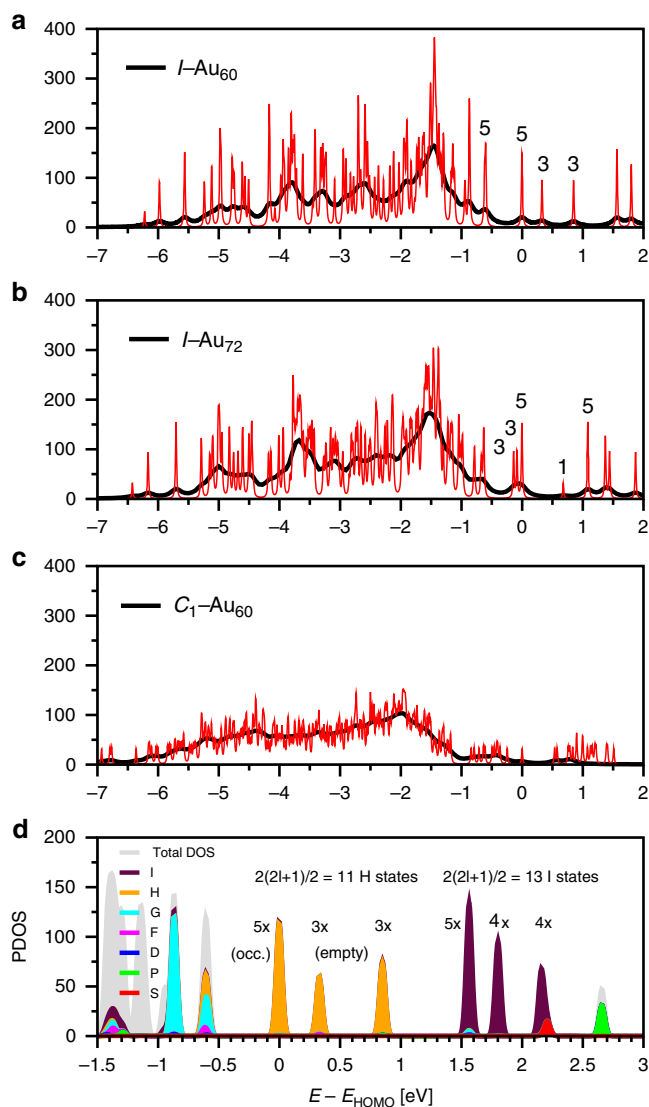 a
I–Au60
400
300
200
100
0
5
5
3
3
–7
–6
–5
–4
–3
–2
–1
0
1
2
b
I–Au72
400
300
200
100
0
3
3
5
1
5
–7
–6
–5
–4
–3
–2
–1
0
1
2
c
C1–Au60
400
300
200
100
0
–7
–6
–5
–4
–3
–2
–1
0
1
2
d
200
150
100
50
0
PDOS
Total DOS
I
H
G
F
D
P
S
2(2l+1)/2 = 11 H states
2(2l+1)/2 = 13 I states
5x
(occ.)
3x
(empty)
3x
5x
4x
4x
–1.5
–1
–0.5
0
0.5
1
1.5
2
2.5
3
E – EHOMO [eV]